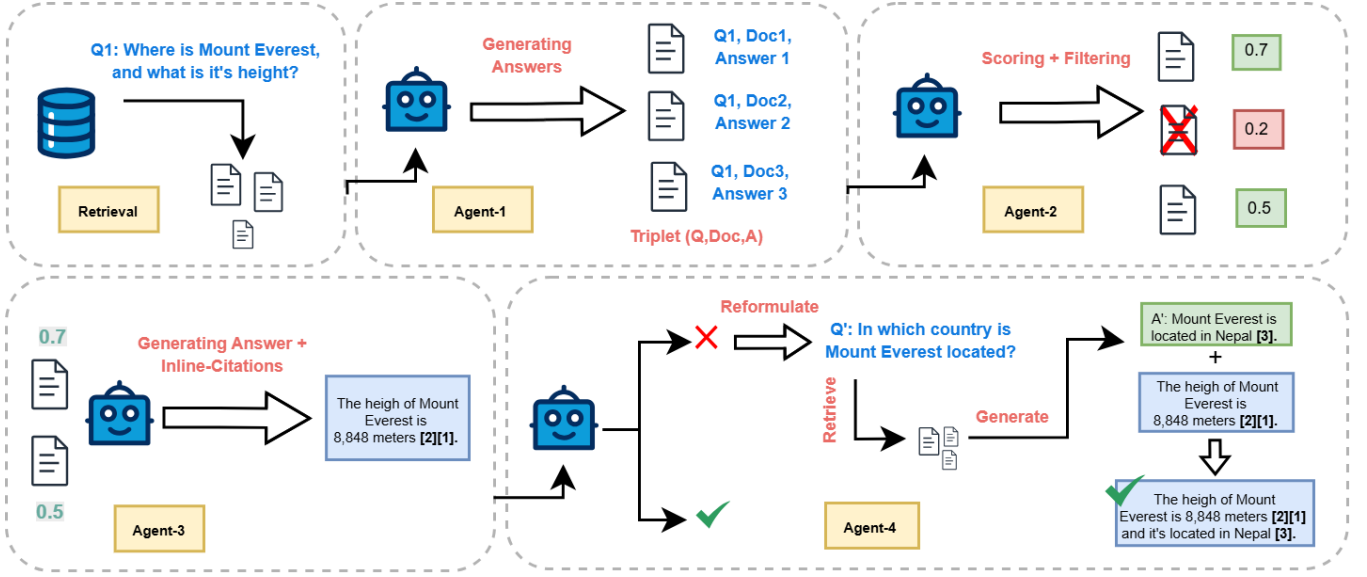 Q1: Where is Mount Everest,
and what is it's height?
Retrieval
Generating
Answers
Q1, Doc1,
Answer 1
Q1, Doc2,
Answer 2
Q1, Doc3,
Answer 3
Agent-1
Triplet (Q,Doc,A)
Scoring + Filtering
0.7
0.2
0.5
Agent-2
0.7
Generating Answer +
Inline-Citations
The heigh of Mount
Everest is
8,848 meters [2][1].
0.5
Agent-3
Reformulate
Q': In which country is
Mount Everest located?
Retrieve
Generate
Agent-4
A': Mount Everest is
located in Nepal [3].
+
The heigh of Mount
Everest is
8,848 meters [2][1].
The heigh of Mount
Everest is 8,848 meters [2][1]
and it's located in Nepal [3].